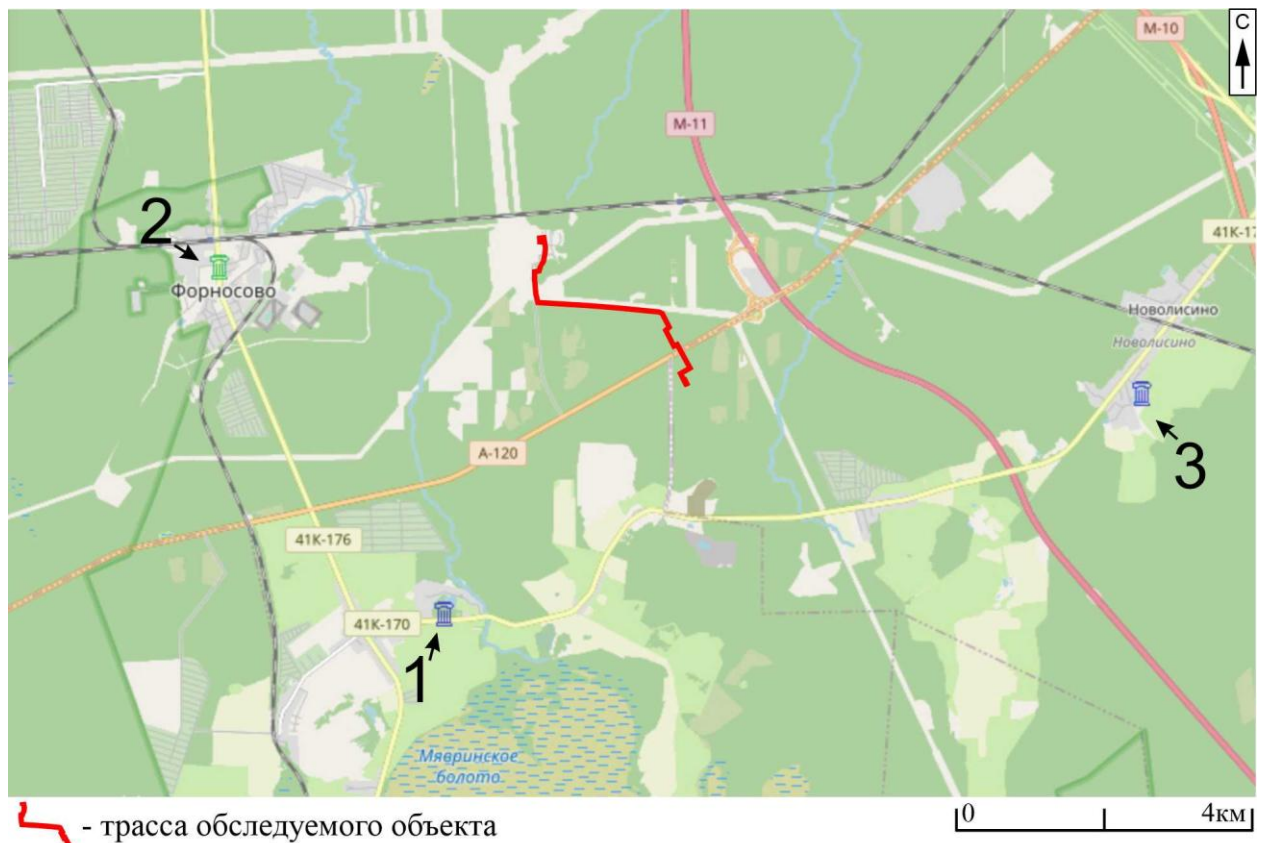 С
М-10
М-11
2
41К-17
Форносово
Новолисино
Новолисино
3
А-120
41К-176
41К-170
1
Мявринское
болото
0 4км
- трасса обследуемого объекта